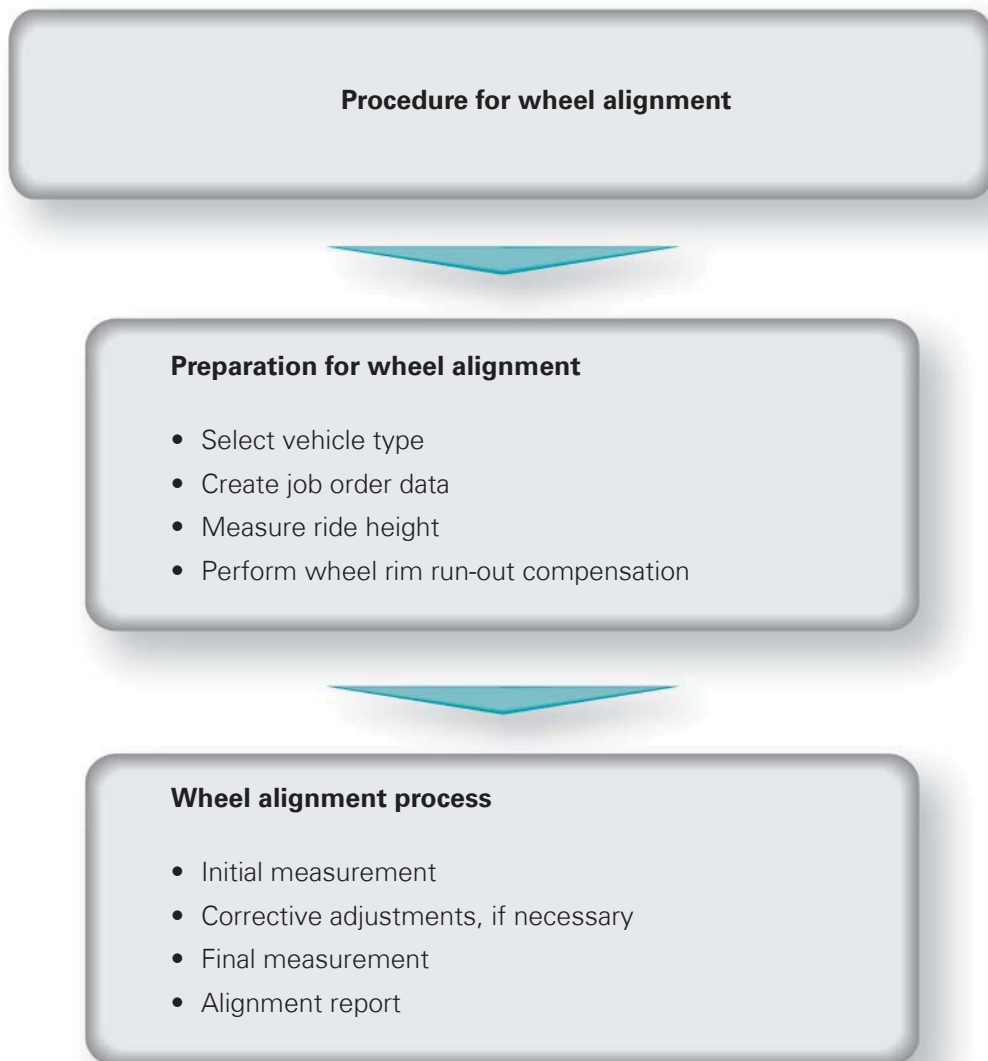 Procedure for wheel alignment
Preparation for wheel alignment
• Select vehicle type
• Create job order data
• Measure ride height
• Perform wheel rim run-out compensation
Wheel alignment process
• Initial measurement
• Corrective adjustments, if necessary
• Final measurement
• Alignment report